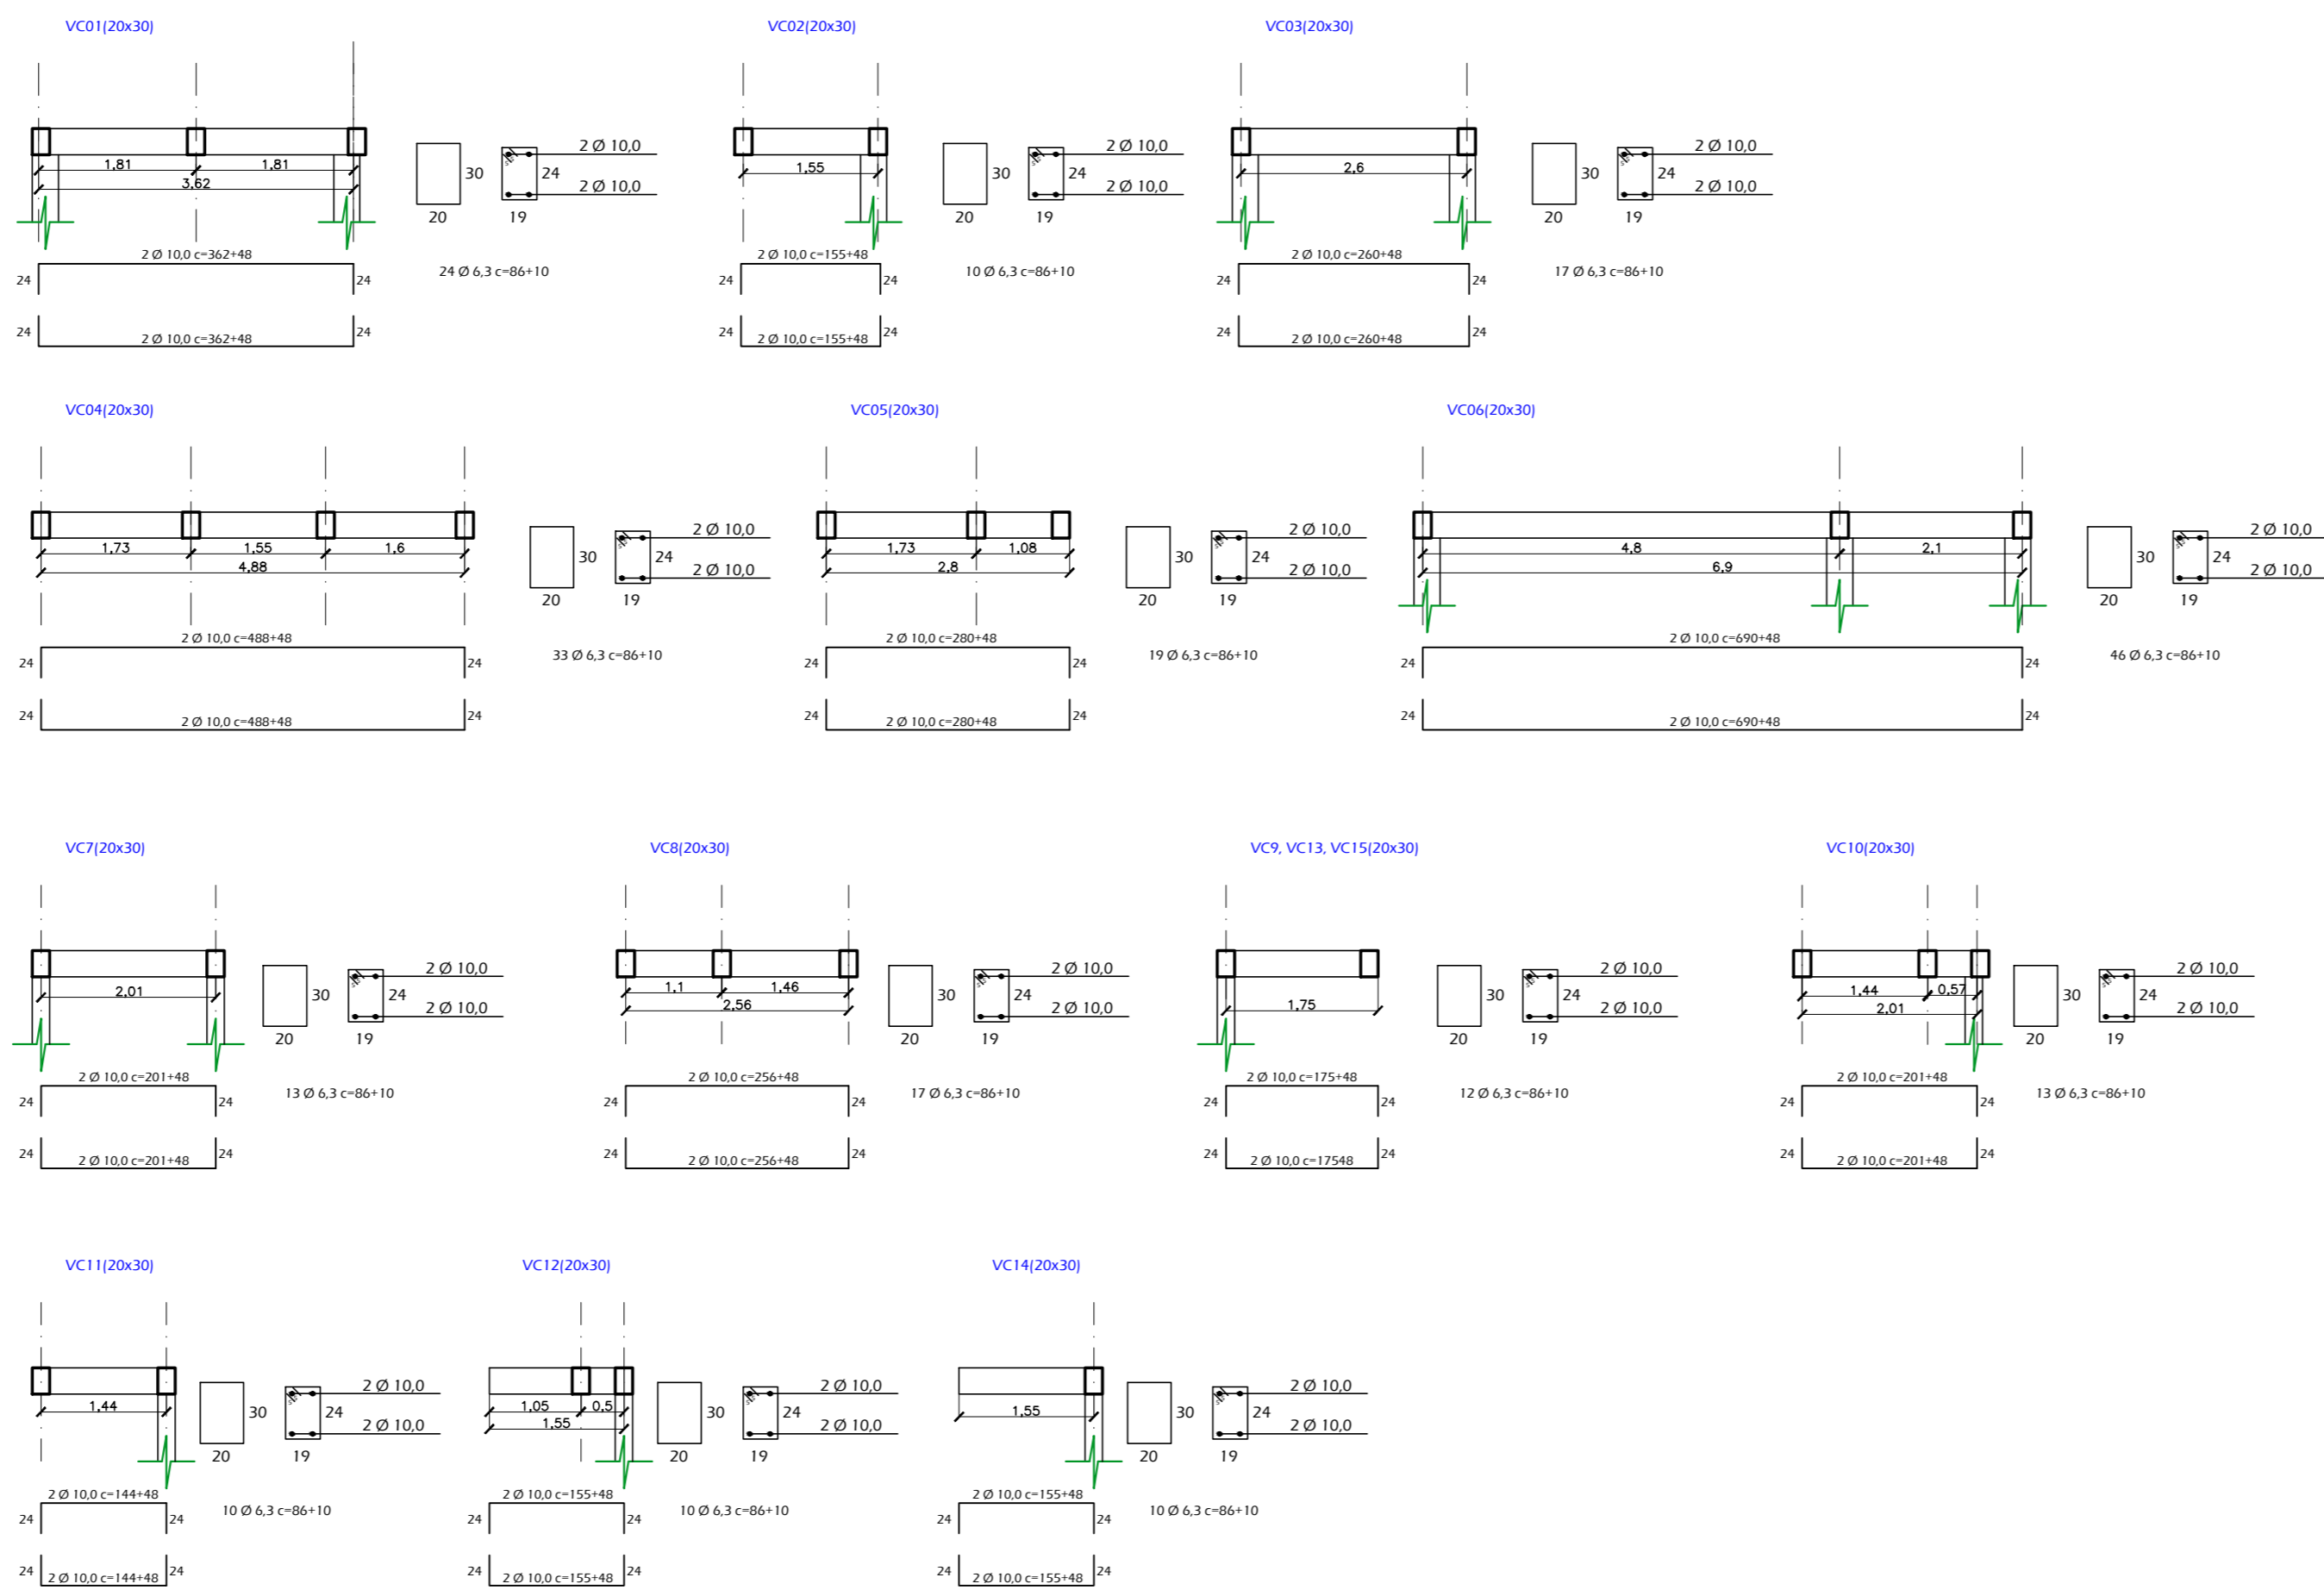 VC01(20x30)
1,81
1,81
3,62
30
20
24
19
2 Ø 10,0
2 Ø 10,0
2 Ø 10,0 c=362+48
24
24
24 Ø 6,3 c=86+10
24
24
2 Ø 10,0 c=362+48
VC02(20x30)
1,55
30
20
24
19
2 Ø 10,0
2 Ø 10,0
2 Ø 10,0 c=155+48
24
24
10 Ø 6,3 c=86+10
24
24
2 Ø 10,0 c=155+48
VC03(20x30)
2,6
30
20
24
19
2 Ø 10,0
2 Ø 10,0
2 Ø 10,0 c=260+48
24
24
17 Ø 6,3 c=86+10
24
24
2 Ø 10,0 c=260+48
VC04(20x30)
1,73
1,55
1,6
4,88
30
20
24
19
2 Ø 10,0
2 Ø 10,0
2 Ø 10,0 c=488+48
24
24
33 Ø 6,3 c=86+10
24
24
2 Ø 10,0 c=488+48
VC05(20x30)
1,73
1,08
2,8
30
20
24
19
2 Ø 10,0
2 Ø 10,0
2 Ø 10,0 c=280+48
24
24
19 Ø 6,3 c=86+10
24
24
2 Ø 10,0 c=280+48
VC06(20x30)
4,8
2,1
6,9
30
20
24
19
2 Ø 10,0
2 Ø 10,0
2 Ø 10,0 c=690+48
24
24
46 Ø 6,3 c=86+10
24
24
2 Ø 10,0 c=690+48
VC7(20x30)
2,01
30
20
24
19
2 Ø 10,0
2 Ø 10,0
2 Ø 10,0 c=201+48
24
24
13 Ø 6,3 c=86+10
24
24
2 Ø 10,0 c=201+48
VC8(20x30)
1,1
1,46
2,56
30
20
24
19
2 Ø 10,0
2 Ø 10,0
2 Ø 10,0 c=256+48
24
24
17 Ø 6,3 c=86+10
24
24
2 Ø 10,0 c=256+48
VC9, VC13, VC15(20x30)
1,75
30
20
24
19
2 Ø 10,0
2 Ø 10,0
2 Ø 10,0 c=175+48
24
24
12 Ø 6,3 c=86+10
24
24
2 Ø 10,0 c=17548
VC10(20x30)
1,44
0,57
2,01
30
20
24
19
2 Ø 10,0
2 Ø 10,0
2 Ø 10,0 c=201+48
24
24
13 Ø 6,3 c=86+10
24
24
2 Ø 10,0 c=201+48
VC11(20x30)
1,44
30
20
24
19
2 Ø 10,0
2 Ø 10,0
2 Ø 10,0 c=144+48
24
24
10 Ø 6,3 c=86+10
24
24
2 Ø 10,0 c=144+48
VC12(20x30)
1,05
0,5
1,55
30
20
24
19
2 Ø 10,0
2 Ø 10,0
2 Ø 10,0 c=155+48
24
24
10 Ø 6,3 c=86+10
24
24
2 Ø 10,0 c=155+48
VC14(20x30)
1,55
30
20
24
19
2 Ø 10,0
2 Ø 10,0
2 Ø 10,0 c=155+48
24
24
10 Ø 6,3 c=86+10
24
24
2 Ø 10,0 c=155+48